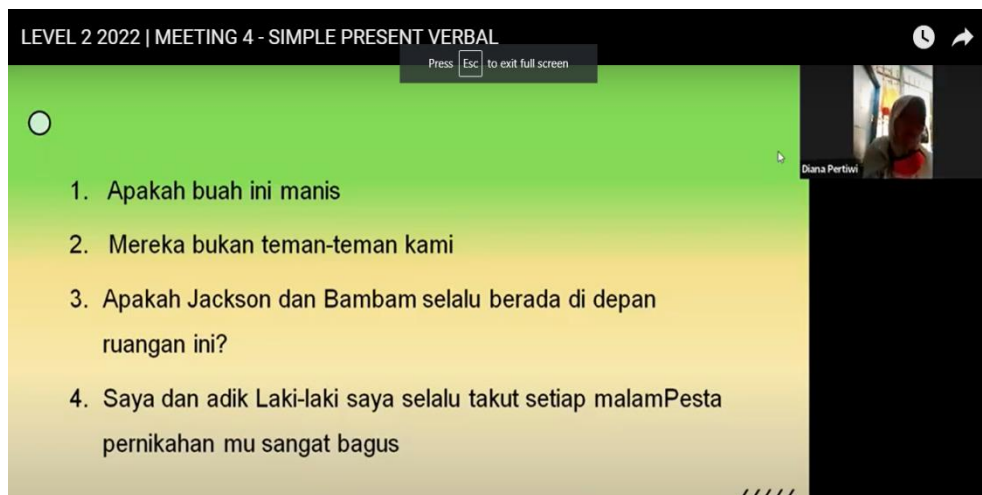 LEVEL 2 2022 | MEETING 4 - SIMPLE PRESENT VERBAL
Press Esc to exit full screen
Diana Pertiwi
1. Apakah buah ini manis
2. Mereka bukan teman-teman kami
3. Apakah Jackson dan Bambam selalu berada di depan
ruangan ini?
4. Saya dan adik Laki-laki saya selalu takut setiap malamPesta
pernikahan mu sangat bagus